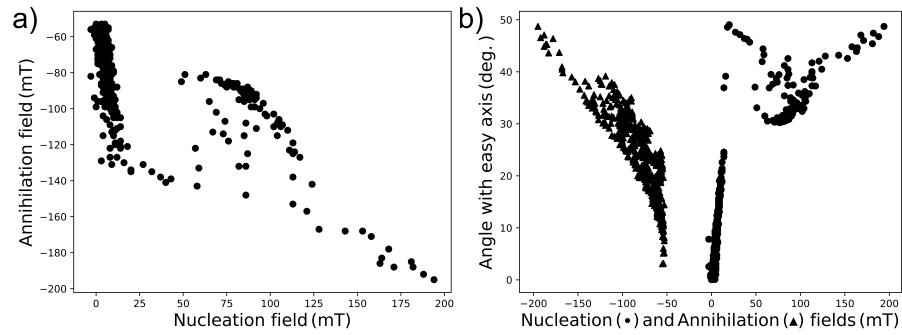 a)
−60
−80
−100
−120
−140
−160
−180
−200
Annihilation field (mT)
0 25 50 75 100 125 150 175 200
Nucleation field (mT)
b)
50
40
30
20
10
0
Angle with easy axis (deg.)
−200 −150 −100 −50 0 50 100 150 200
Nucleation (•) and Annihilation (▲) fields (mT)